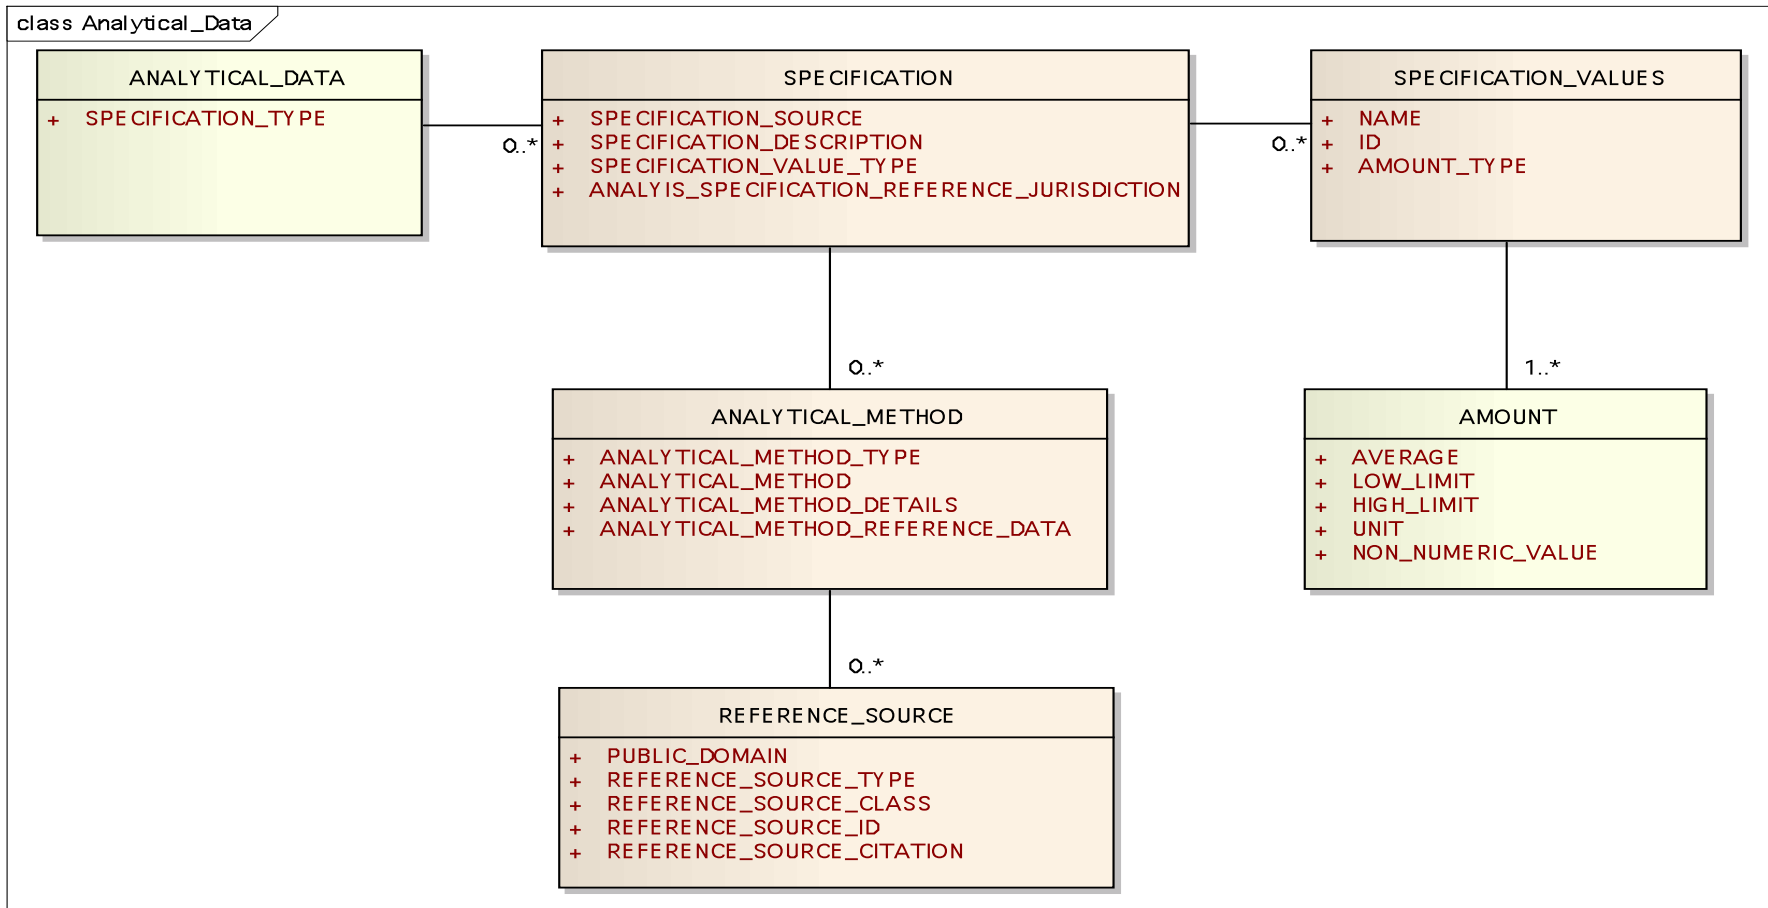 class Analytical_Data
ANALYTICAL_DATA
+ SPECIFICATION_TYPE
0..*
SPECIFICATION
+ SPECIFICATION_SOURCE
+ SPECIFICATION_DESCRIPTION
+ SPECIFICATION_VALUE_TYPE
+ ANALYIS_SPECIFICATION_REFERENCE_JURISDICTION
0..*
SPECIFICATION_VALUES
+ NAME
+ ID
+ AMOUNT_TYPE
0..*
1..*
ANALYTICAL_METHOD
+ ANALYTICAL_METHOD_TYPE
+ ANALYTICAL_METHOD
+ ANALYTICAL_METHOD_DETAILS
+ ANALYTICAL_METHOD_REFERENCE_DATA
AMOUNT
+ AVERAGE
+ LOW_LIMIT
+ HIGH_LIMIT
+ UNIT
+ NON_NUMERIC_VALUE
0..*
REFERENCE_SOURCE
+ PUBLIC_DOMAIN
+ REFERENCE_SOURCE_TYPE
+ REFERENCE_SOURCE_CLASS
+ REFERENCE_SOURCE_ID
+ REFERENCE_SOURCE_CITATION